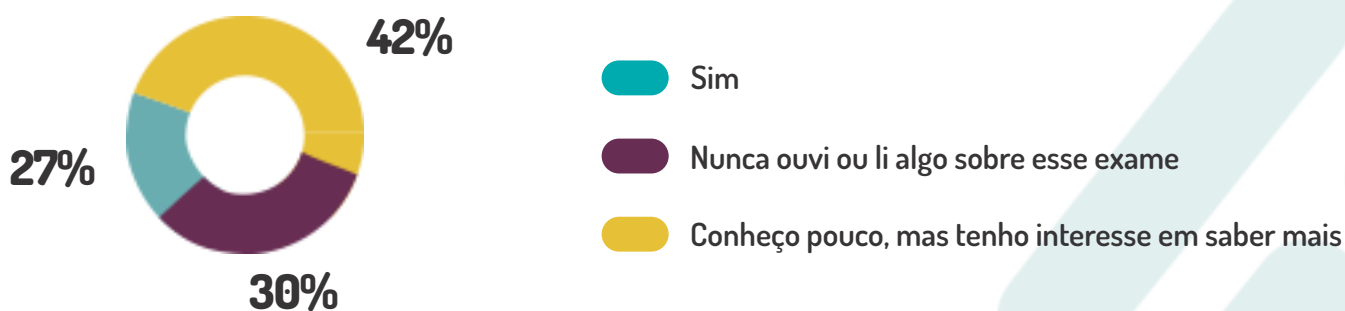 42%
27%
30%
Sim
Nunca ouvi ou li algo sobre esse exame
Conheço pouco, mas tenho interesse em saber mais